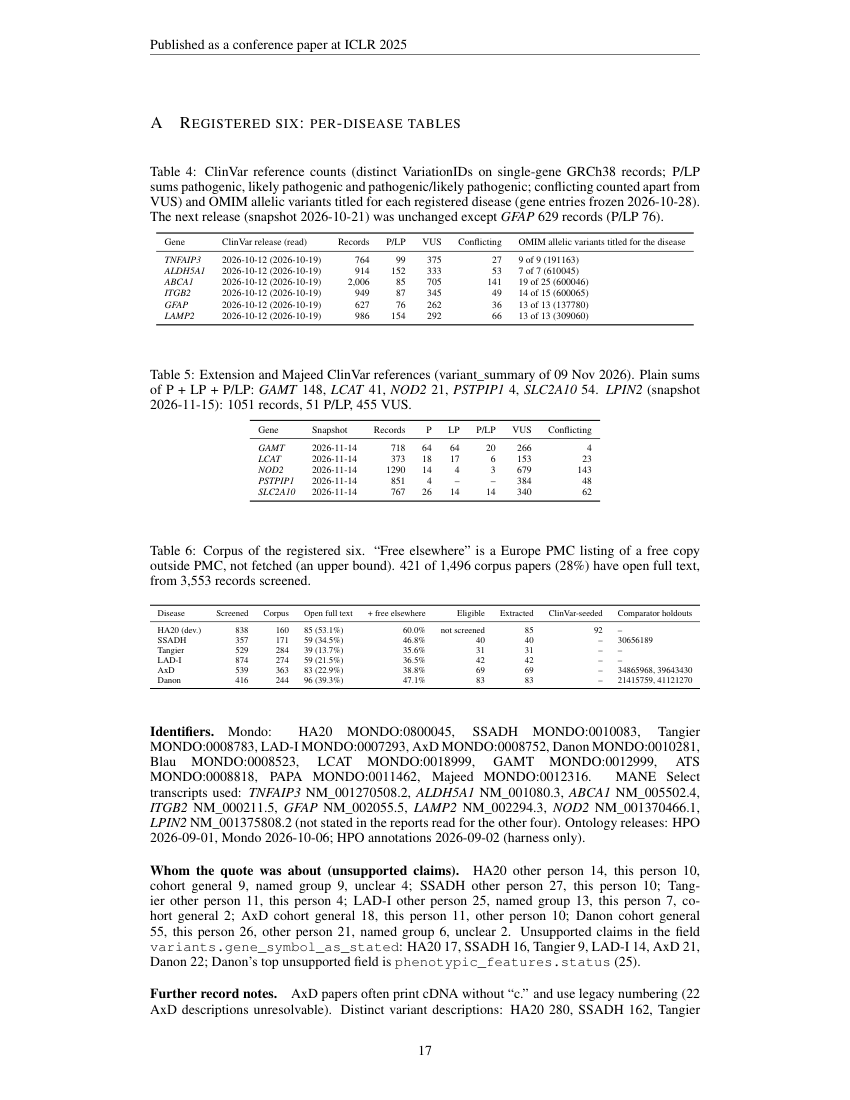 Published as a conference paper at ICLR 2025
A REGISTERED SIX: PER-DISEASE TABLES
Table 4: ClinVar reference counts (distinct VariationIDs on single-gene GRCh38 records; P/LP
sums pathogenic, likely pathogenic and pathogenic/likely pathogenic; conflicting counted apart from
VUS) and OMIM allelic variants titled for each registered disease (gene entries frozen 2026-10-28).
The next release (snapshot 2026-10-21) was unchanged except GFAP 629 records (P/LP 76).
Gene ClinVar release (read) Records P/LP VUS Conflicting OMIM allelic variants titled for the disease
TNFAIP3 2026-10-12 (2026-10-19) 764 99 375 27 9 of 9 (191163)
ALDH5A1 2026-10-12 (2026-10-19) 914 152 333 53 7 of 7 (610045)
ABCA1 2026-10-12 (2026-10-19) 2,006 85 705 141 19 of 25 (600046)
ITGB2 2026-10-12 (2026-10-19) 949 87 345 49 14 of 15 (600065)
GFAP 2026-10-12 (2026-10-19) 627 76 262 36 13 of 13 (137780)
LAMP2 2026-10-12 (2026-10-19) 986 154 292 66 13 of 13 (309060)
Table 5: Extension and Majeed ClinVar references (variant_summary of 09 Nov 2026). Plain sums
of P + LP + P/LP: GAMT 148, LCAT 41, NOD2 21, PSTPIP1 4, SLC2A10 54. LPIN2 (snapshot
2026-11-15): 1051 records, 51 P/LP, 455 VUS.
Gene Snapshot Records P LP P/LP VUS Conflicting
GAMT 2026-11-14 718 64 64 20 266 4
LCAT 2026-11-14 373 18 17 6 153 23
NOD2 2026-11-14 1290 14 4 3 679 143
PSTPIP1 2026-11-14 851 4 – – 384 48
SLC2A10 2026-11-14 767 26 14 14 340 62
Table 6: Corpus of the registered six. “Free elsewhere” is a Europe PMC listing of a free copy
outside PMC, not fetched (an upper bound). 421 of 1,496 corpus papers (28%) have open full text,
from 3,553 records screened.
Disease Screened Corpus Open full text + free elsewhere Eligible Extracted ClinVar-seeded Comparator holdouts
HA20 (dev.) 838 160 85 (53.1%) 60.0% not screened 85 92 –
SSADH 357 171 59 (34.5%) 46.8% 40 40 – 30656189
Tangier 529 284 39 (13.7%) 35.6% 31 31 – –
LAD-I 874 274 59 (21.5%) 36.5% 42 42 – –
AxD 539 363 83 (22.9%) 38.8% 69 69 – 34865968, 39643430
Danon 416 244 96 (39.3%) 47.1% 83 83 – 21415759, 41121270
Identifiers. Mondo: HA20 MONDO:0800045, SSADH MONDO:0010083, Tangier
MONDO:0008783, LAD-I MONDO:0007293, AxD MONDO:0008752, Danon MONDO:0010281,
Blau MONDO:0008523, LCAT MONDO:0018999, GAMT MONDO:0012999, ATS
MONDO:0008818, PAPA MONDO:0011462, Majeed MONDO:0012316. MANE Select
transcripts used: TNFAIP3 NM_001270508.2, ALDH5A1 NM_001080.3, ABCA1 NM_005502.4,
ITGB2 NM_000211.5, GFAP NM_002055.5, LAMP2 NM_002294.3, NOD2 NM_001370466.1,
LPIN2 NM_001375808.2 (not stated in the reports read for the other four). Ontology releases: HPO
2026-09-01, Mondo 2026-10-06; HPO annotations 2026-09-02 (harness only).
Whom the quote was about (unsupported claims). HA20 other person 14, this person 10,
cohort general 9, named group 9, unclear 4; SSADH other person 27, this person 10; Tang-
ier other person 11, this person 4; LAD-I other person 25, named group 13, this person 7, co-
hort general 2; AxD cohort general 18, this person 11, other person 10; Danon cohort general
55, this person 26, other person 21, named group 6, unclear 2. Unsupported claims in the field
variants.gene_symbol_as_stated: HA20 17, SSADH 16, Tangier 9, LAD-I 14, AxD 21,
Danon 22; Danon’s top unsupported field is phenotypic_features.status (25).
Further record notes. AxD papers often print cDNA without “c.” and use legacy numbering (22
AxD descriptions unresolvable). Distinct variant descriptions: HA20 280, SSADH 162, Tangier
17